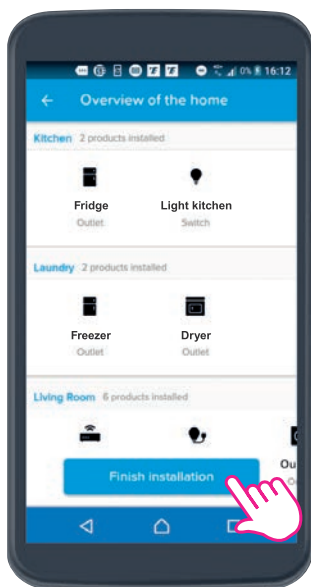 0% 16:12
Overview of the home
Kitchen 2 products installed
Fridge Light kitchen
Outlet Switch
Laundry 2 products installed
Freezer Dryer
Outlet Outlet
Living Room 6 products installed
Finish installation
Ou